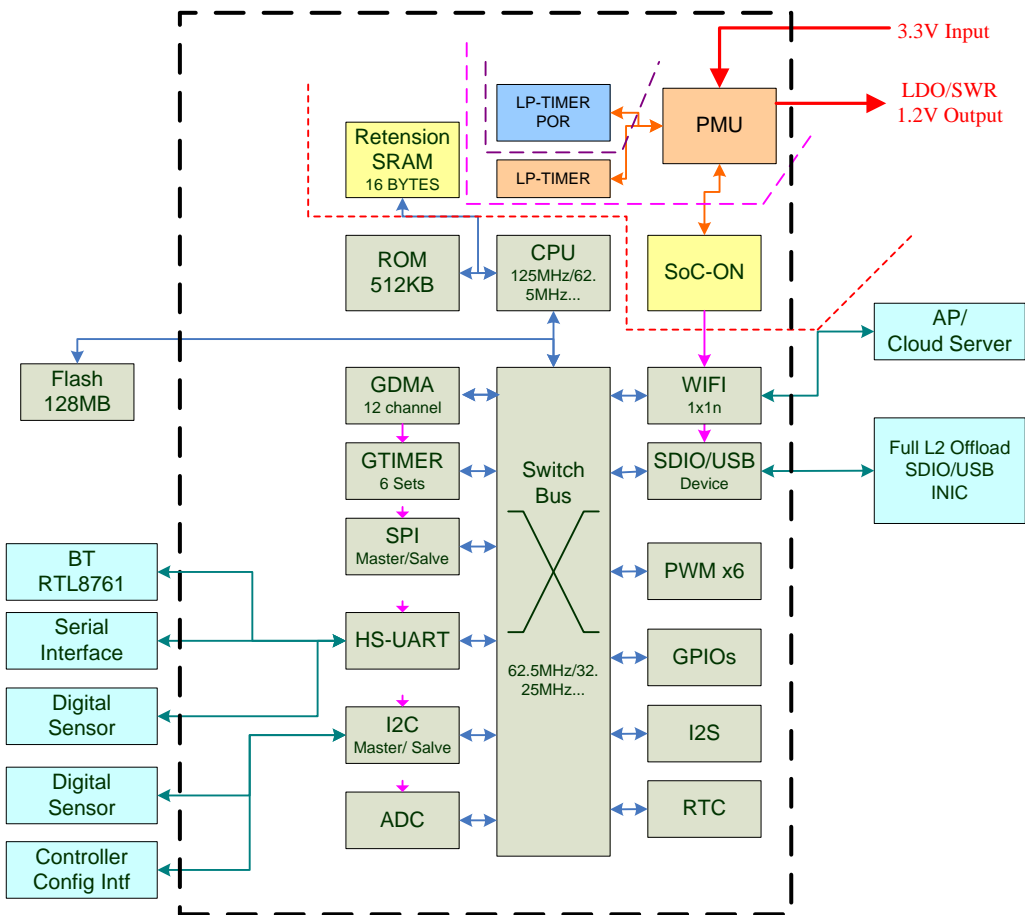 3.3V Input
LDO/SWR
1.2V Output
LP-TIMER
POR
PMU
Retension
SRAM
16 BYTES
LP-TIMER
ROM
512KB
CPU
125MHz/62.
5MHz...
SoC-ON
AP/
Cloud Server
Flash
128MB
GDMA
12 channel
WIFI
1x1n
GTIMER
6 Sets
Switch
Bus
SDIO/USB
Device
Full L2 Offload
SDIO/USB
INIC
SPI
Master/Salve
BT
RTL8761
PWM x6
Serial
Interface
HS-UART
62.5MHz/32.
25MHz...
GPIOs
Digital
Sensor
I2C
Master/ Salve
I2S
Digital
Sensor
ADC
RTC
Controller
Config Intf